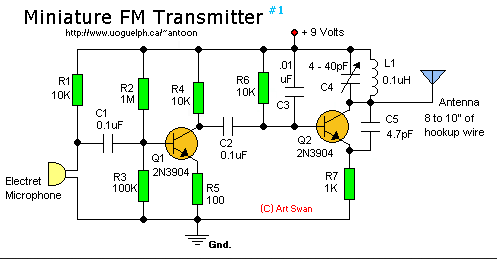 Miniature FM Transmitter #1
http://www.uoguelph.ca/~antoon
+ 9 Volts
R1
10K
R2
1M
R4
10K
R6
10K
.01
uF
C3
4 - 40pF
C4
L1
0.1uH
C1
0.1uF
Q1
2N3904
C2
0.1uF
Q2
2N3904
C5
4.7pF
Antenna
8 to 10" of
hookup wire
Electret
Microphone
R3
100K
R5
100
R7
1K
(C) Art Swan
Gnd.